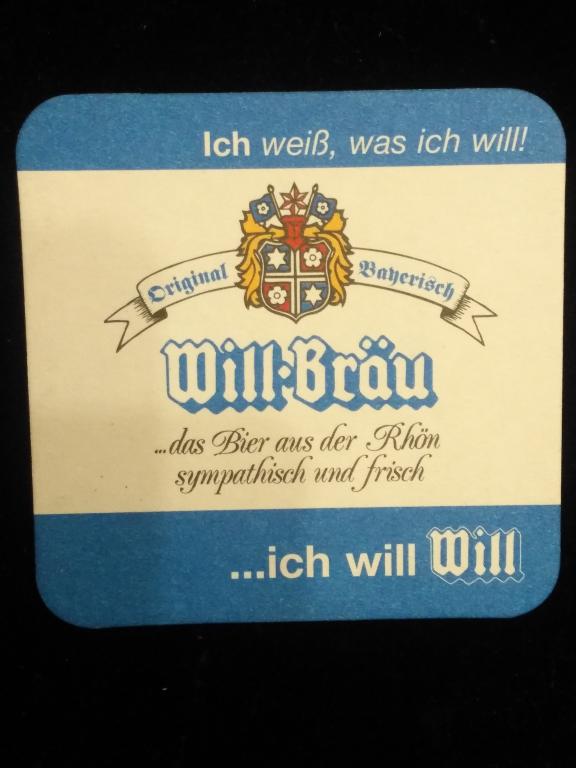 Ich weiß, was ich will!
Original Bayerisch
Will-Bräu
...das Bier aus der Rhön
sympathisch und frisch
...ich will Will